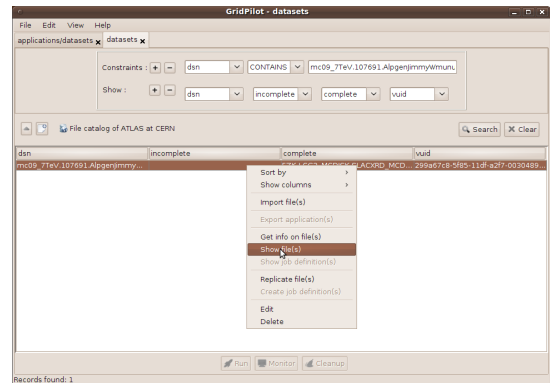 GridPilot - datasets
File Edit View Help
applications/datasets datasets
Constraints : dsn CONTAINS mc09_7TeV.107691.AlpgenJimmyWmunu
Show : dsn incomplete complete vuid
File catalog of ATLAS at CERN Search Clear
dsn incomplete complete vuid
mc09_7TeV.107691.AlpgenJimmy... 299a67c8-5f85-11df-a2f7-0030489...
Sort by
Show columns
Import file(s)
Export application(s)
Get info on file(s)
Show file(s)
Show job definition(s)
Replicate file(s)
Create job definition(s)
Edit
Delete
Run Monitor Cleanup
Records found: 1